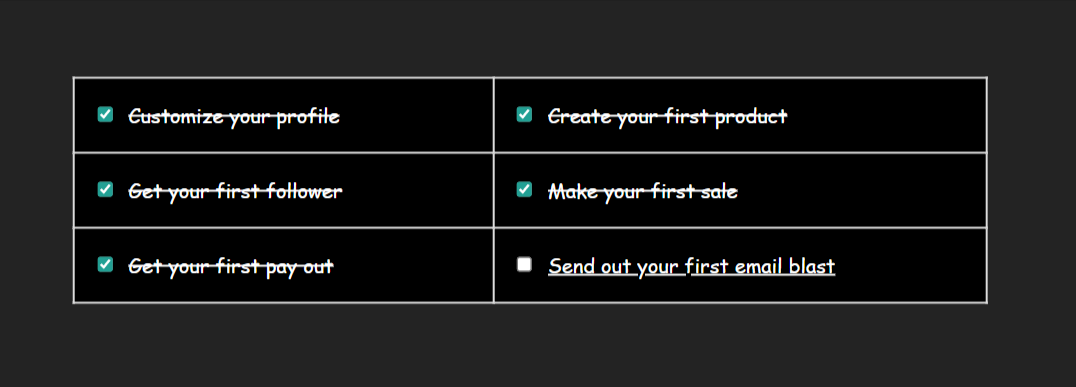 Customize your profile
Create your first product
Get your first follower
Make your first sale
Get your first pay out
Send out your first email blast